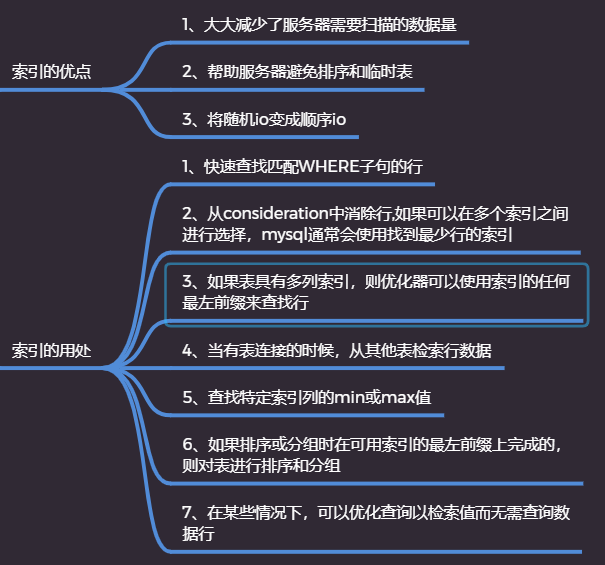 索引的优点
1、大大减少了服务器需要扫描的数据量
2、帮助服务器避免排序和临时表
3、将随机io变成顺序io
索引的用处
1、快速查找匹配WHERE子句的行
2、从consideration中消除行,如果可以在多个索引之间
进行选择，mysql通常会使用找到最少行的索引
3、如果表具有多列索引，则优化器可以使用索引的任何
最左前缀来查找行
4、当有表连接的时候，从其他表检索行数据
5、查找特定索引列的min或max值
6、如果排序或分组时在可用索引的最左前缀上完成的，
则对表进行排序和分组
7、在某些情况下，可以优化查询以检索值而无需查询数
据行